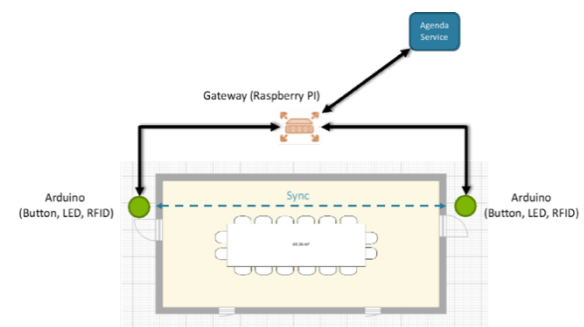 Agenda
Service
Gateway (Raspberry PI)
Arduino
(Button, LED, RFID)
Sync
Arduino
(Button, LED, RFID)